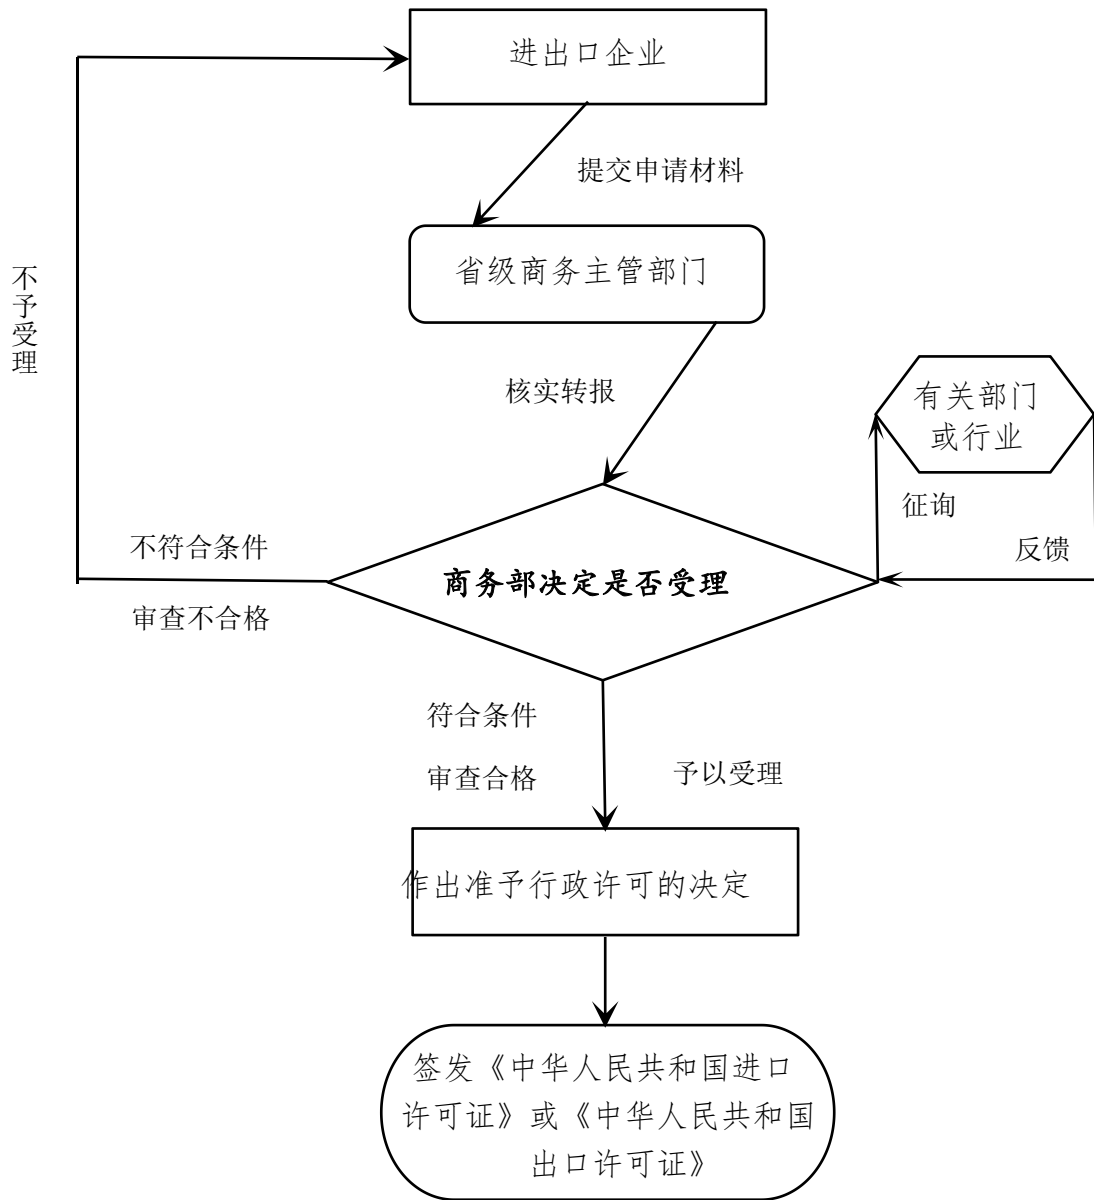 进出口企业
提交申请材料
省级商务主管部门
不予受理
核实转报
有关部门
或行业
征询
反馈
不符合条件
商务部决定是否受理
审查不合格
符合条件
审查合格
予以受理
作出准予行政许可的决定
签发《中华人民共和国进口
许可证》或《中华人民共和国
出口许可证》